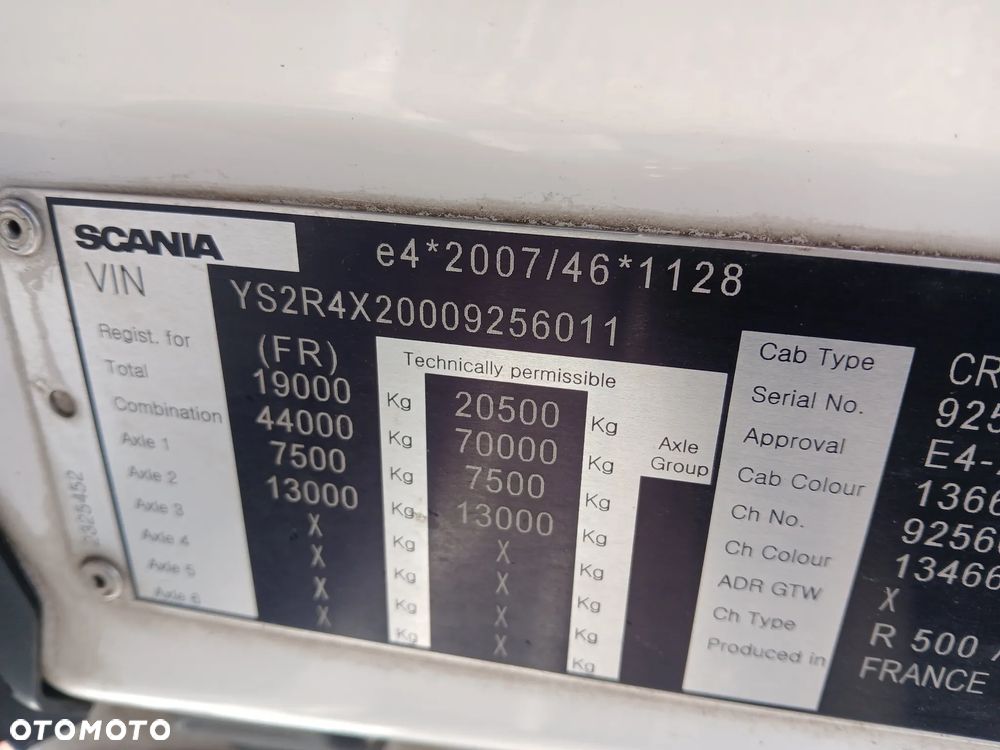 SCANIA
e4*2007/46*1128
VIN
YS2R4X20009256011
Regist. for
(FR)
Technically permissible
Total
19000 Kg 20500 Kg
Combination
44000 Kg 70000 Kg
Axle Group
Axle 1
7500 Kg 7500 Kg
Axle 2
13000 Kg 13000 Kg
Axle 3
X Kg X Kg
Axle 4
X Kg X Kg
Axle 5
X Kg X Kg
Axle 6
X Kg X Kg
2825452
Cab Type CR
Serial No. 925
Approval E4-
Cab Colour 1366
Ch No. 9256
Ch Colour 13466
ADR GTW X
Ch Type R 500
Produced in FRANCE
OTOMOTO